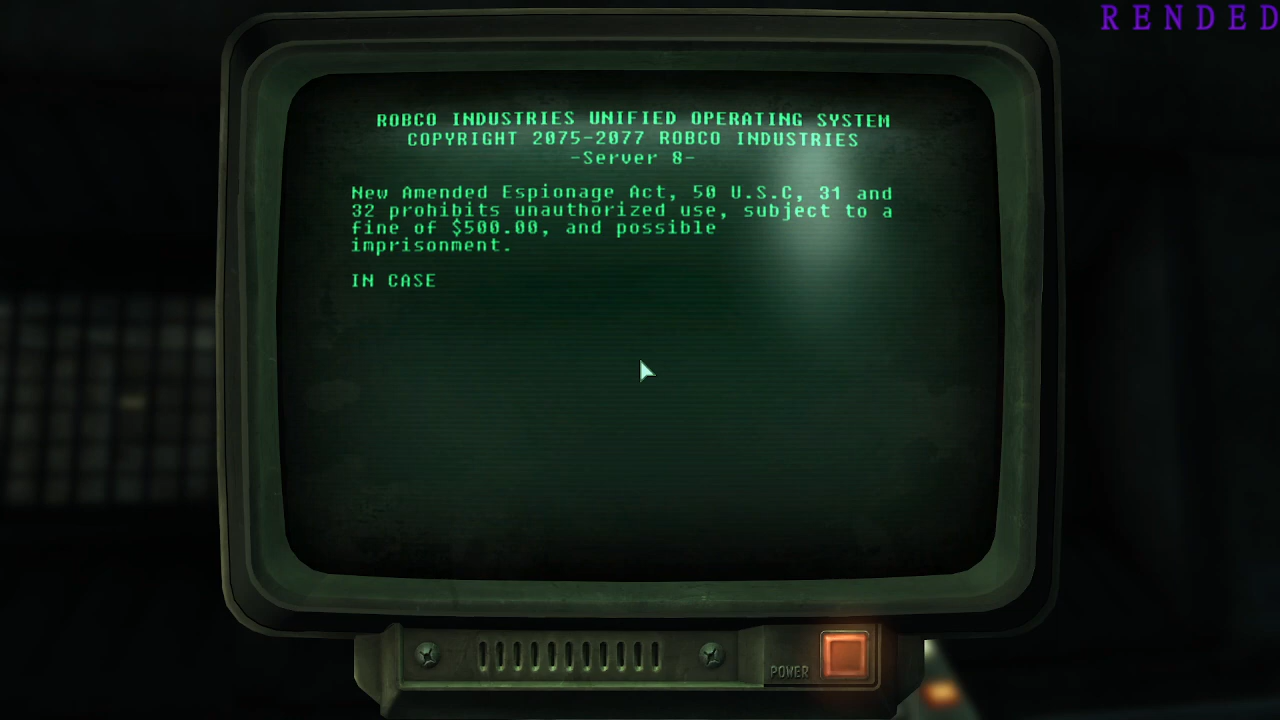 RENDED
ROBCO INDUSTRIES UNIFIED OPERATING SYSTEM
COPYRIGHT 2075-2077 ROBCO INDUSTRIES
-Server 8-
New Amended Espionage Act, 50 U.S.C, 31 and
32 prohibits unauthorized use, subject to a
fine of $500.00, and possible
imprisonment.
IN CASE
POWER